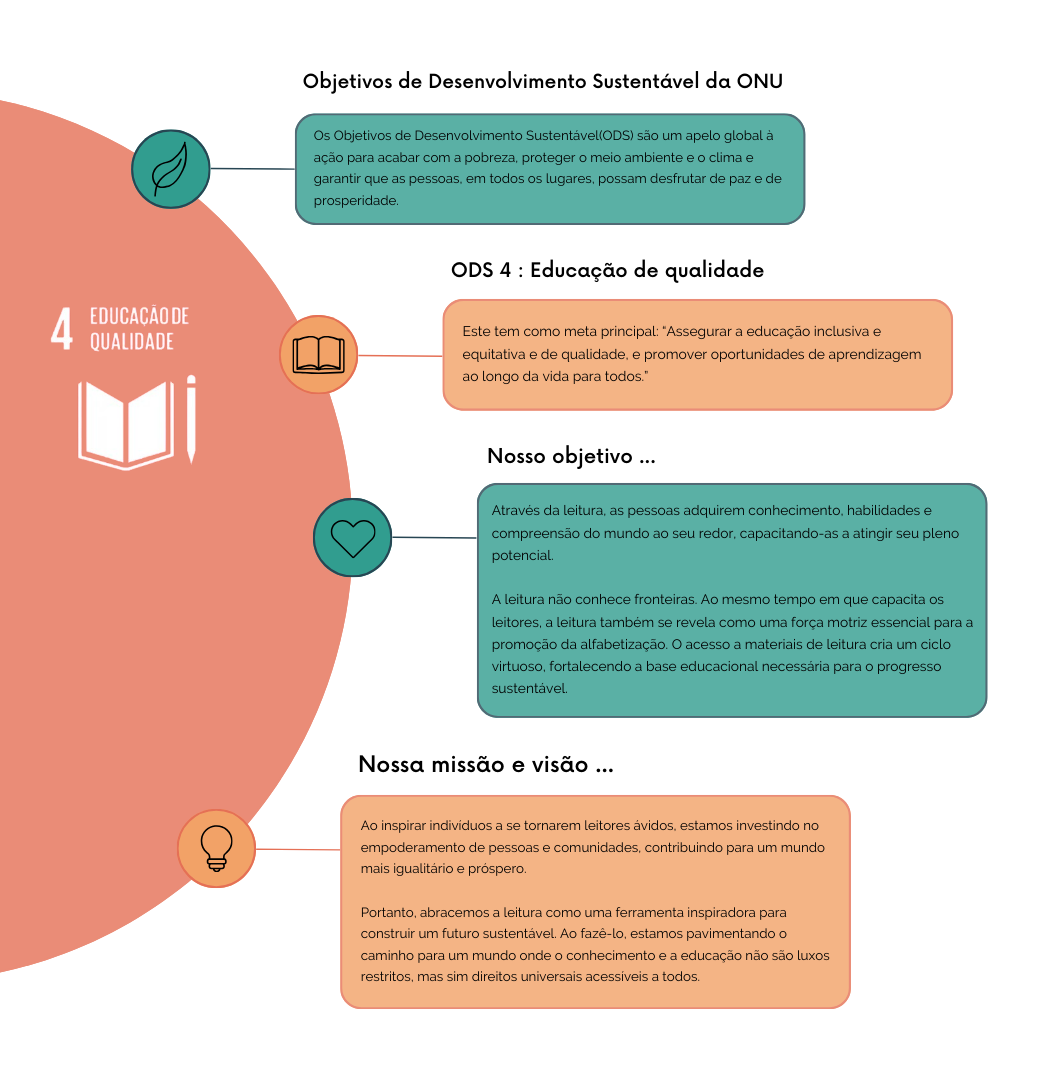 Objetivos de Desenvolvimento Sustentável da ONU
Os Objetivos de Desenvolvimento Sustentável(ODS) são um apelo global à
ação para acabar com a pobreza, proteger o meio ambiente e o clima e
garantir que as pessoas, em todos os lugares, possam desfrutar de paz e de
prosperidade.
ODS 4 : Educação de qualidade
4 EDUCAÇÃO DE
QUALIDADE
Este tem como meta principal: “Assegurar a educação inclusiva e
equitativa e de qualidade, e promover oportunidades de aprendizagem
ao longo da vida para todos.”
Nosso objetivo ...
Através da leitura, as pessoas adquirem conhecimento, habilidades e
compreensão do mundo ao seu redor, capacitando-as a atingir seu pleno
potencial.
A leitura não conhece fronteiras. Ao mesmo tempo em que capacita os
leitores, a leitura também se revela como uma força motriz essencial para a
promoção da alfabetização. O acesso a materiais de leitura cria um ciclo
virtuoso, fortalecendo a base educacional necessária para o progresso
sustentável.
Nossa missão e visão ...
Ao inspirar indivíduos a se tornarem leitores ávidos, estamos investindo no
empoderamento de pessoas e comunidades, contribuindo para um mundo
mais igualitário e próspero.
Portanto, abracemos a leitura como uma ferramenta inspiradora para
construir um futuro sustentável. Ao fazê-lo, estamos pavimentando o
caminho para um mundo onde o conhecimento e a educação não são luxos
restritos, mas sim direitos universais acessíveis a todos.